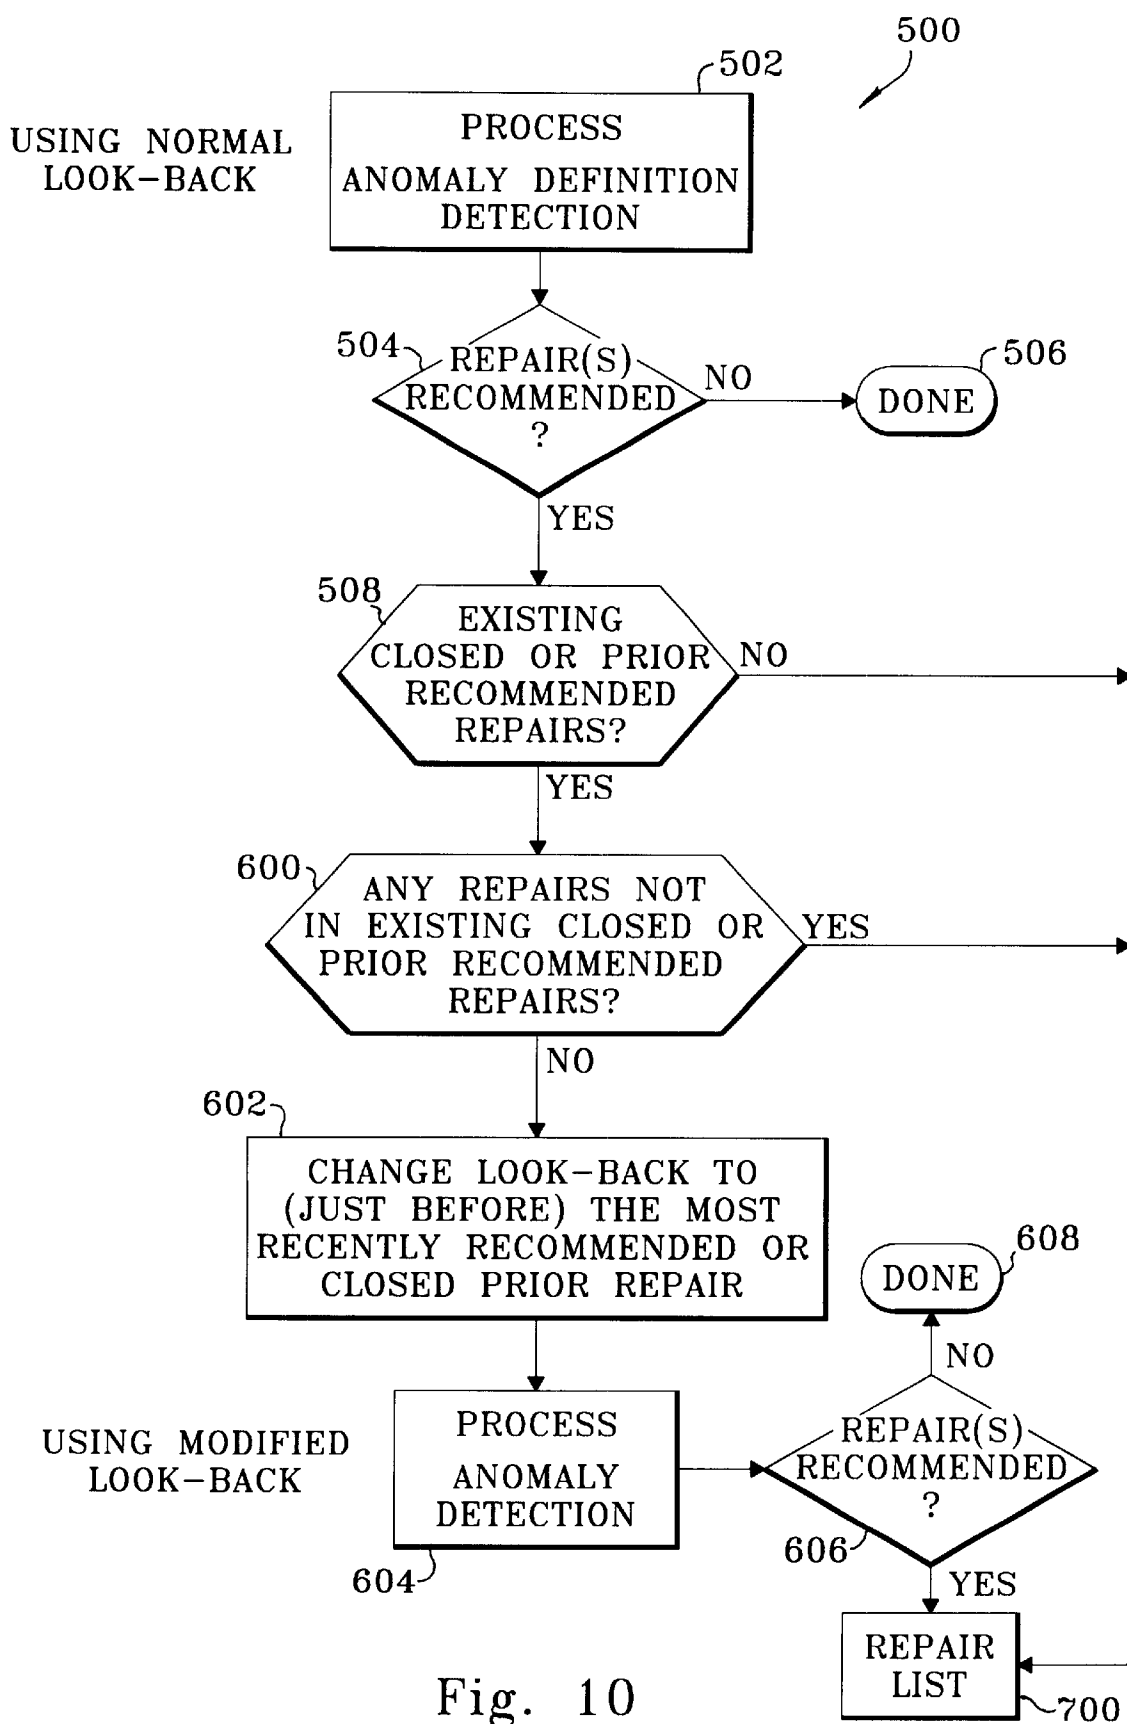 500
502
USING NORMAL
LOOK-BACK
PROCESS
ANOMALY DEFINITION
DETECTION
504
REPAIR(S)
RECOMMENDED
?
NO
506
DONE
YES
508
EXISTING
CLOSED OR PRIOR
RECOMMENDED
REPAIRS?
NO
YES
600
ANY REPAIRS NOT
IN EXISTING CLOSED OR
PRIOR RECOMMENDED
REPAIRS?
YES
NO
602
CHANGE LOOK-BACK TO
(JUST BEFORE) THE MOST
RECENTLY RECOMMENDED OR
CLOSED PRIOR REPAIR
608
DONE
NO
USING MODIFIED
LOOK-BACK
PROCESS
ANOMALY
DETECTION
604
REPAIR(S)
RECOMMENDED
?
606
YES
REPAIR
LIST
700
Fig. 10